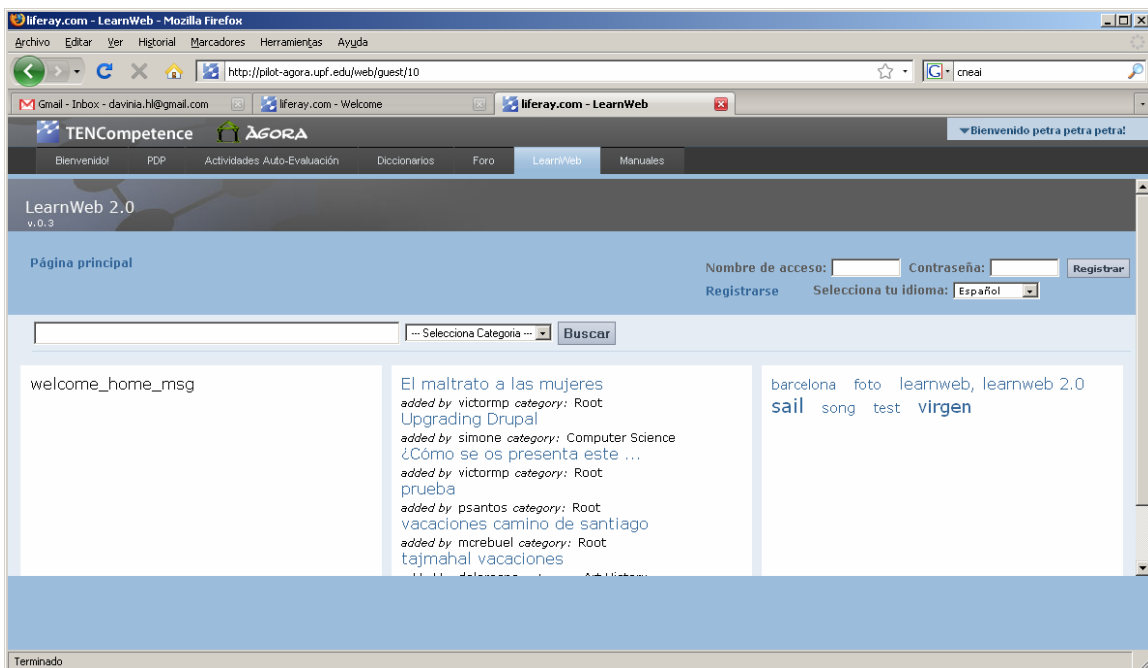 liferay.com - LearnWeb - Mozilla Firefox
Archivo Editar Ver Historial Marcadores Herramientas Ayuda
http://pilot-agora.upf.edu/web/guest/10
G cneai
Gmail - Inbox - davinia.hl@gmail.com
liferay.com - Welcome
liferay.com - LearnWeb
TENCompetence ÀGORA
Bienvenido petra petra petra!
Bienvenido! PDP Actividades Auto-Evaluación Diccionarios Foro LearnWeb Manuales
LearnWeb 2.0
v.0.3
Página principal
Nombre de acceso: Contraseña: Registrar
Registrarse Selecciona tu idioma: Español
--- Selecciona Categoria --- Buscar
welcome_home_msg
El maltrato a las mujeres
added by victormp category: Root
Upgrading Drupal
added by simone category: Computer Science
¿Cómo se os presenta este ...
added by victormp category: Root
prueba
added by psantos category: Root
vacaciones camino de santiago
added by mcrebuel category: Root
tajmahal vacaciones
barcelona foto learnweb, learnweb 2.0
sail song test virgen
Terminado